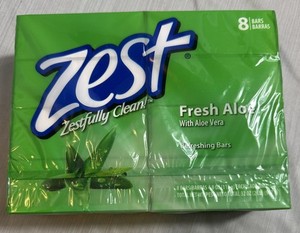 8 BARS
BARRAS
Zest
Zestfully Clean!
Fresh Aloe
With Aloe Vera
Refreshing Bars